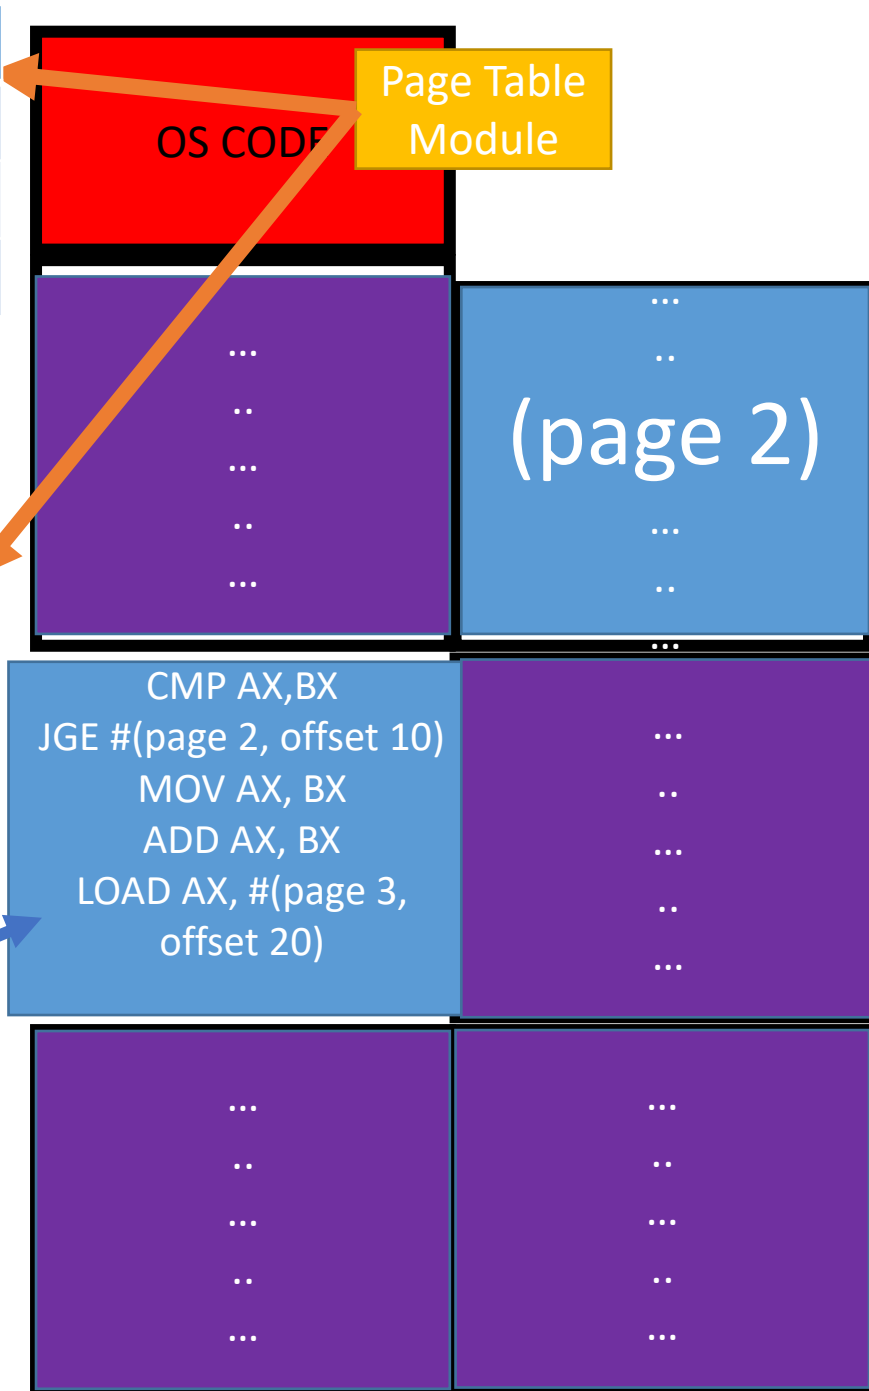 Page Table
Module
OS CODE
...
..
...
..
...
...
..
(page 2)
...
..
...
CMP AX,BX
JGE #(page 2, offset 10)
MOV AX, BX
ADD AX, BX
LOAD AX, #(page 3,
offset 20)
...
..
...
..
...
...
..
...
..
...
...
..
...
..
...